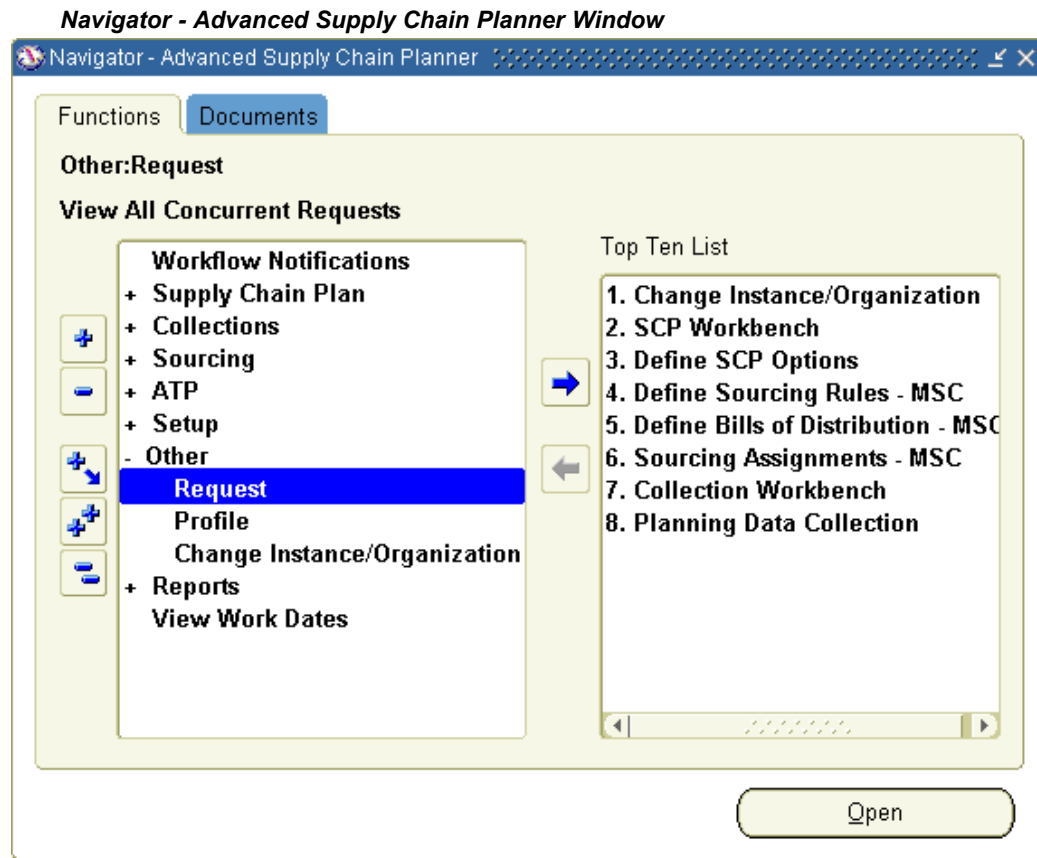 Navigator - Advanced Supply Chain Planner Window
Navigator - Advanced Supply Chain Planner
Functions
Documents
Other:Request
View All Concurrent Requests
Workflow Notifications
+ Supply Chain Plan
+ Collections
+ Sourcing
+ ATP
+ Setup
- Other
Request
Profile
Change Instance/Organization
+ Reports
View Work Dates
Top Ten List
1. Change Instance/Organization
2. SCP Workbench
3. Define SCP Options
4. Define Sourcing Rules - MSC
5. Define Bills of Distribution - MSC
6. Sourcing Assignments - MSC
7. Collection Workbench
8. Planning Data Collection
Open